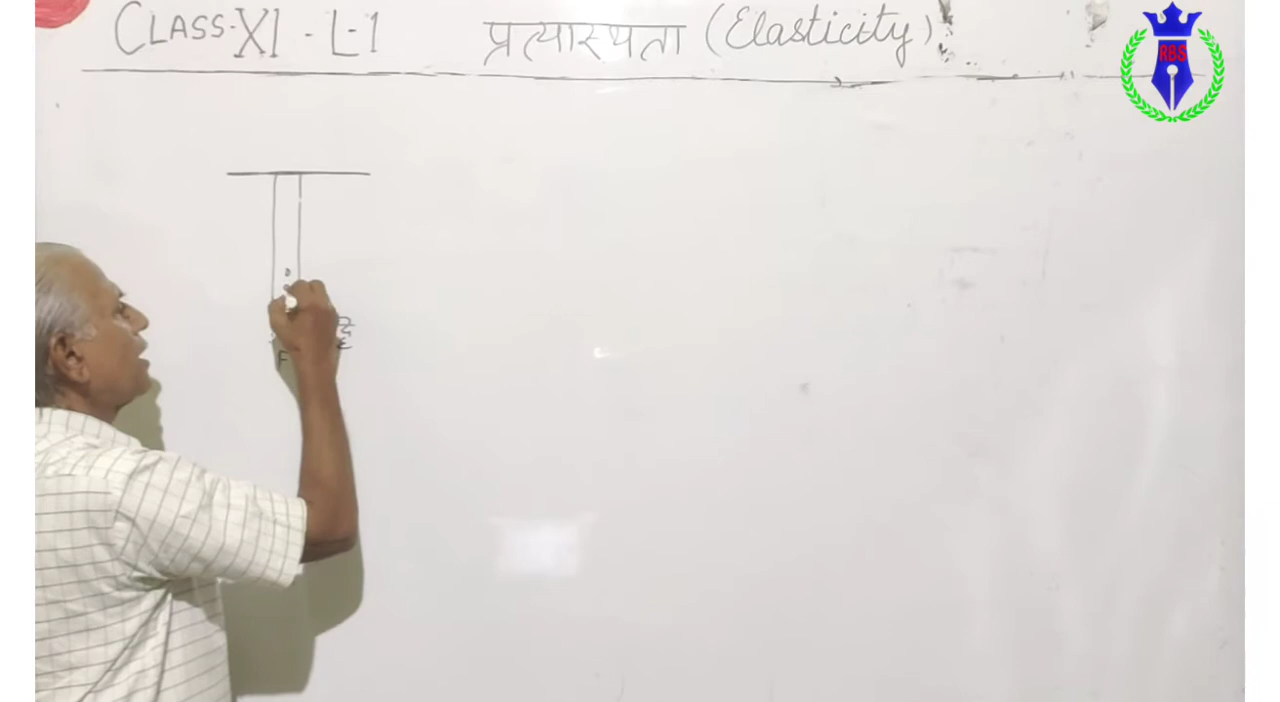 CLASS-XI - L-1 प्रत्यास्थता (Elasticity)
RBS
F